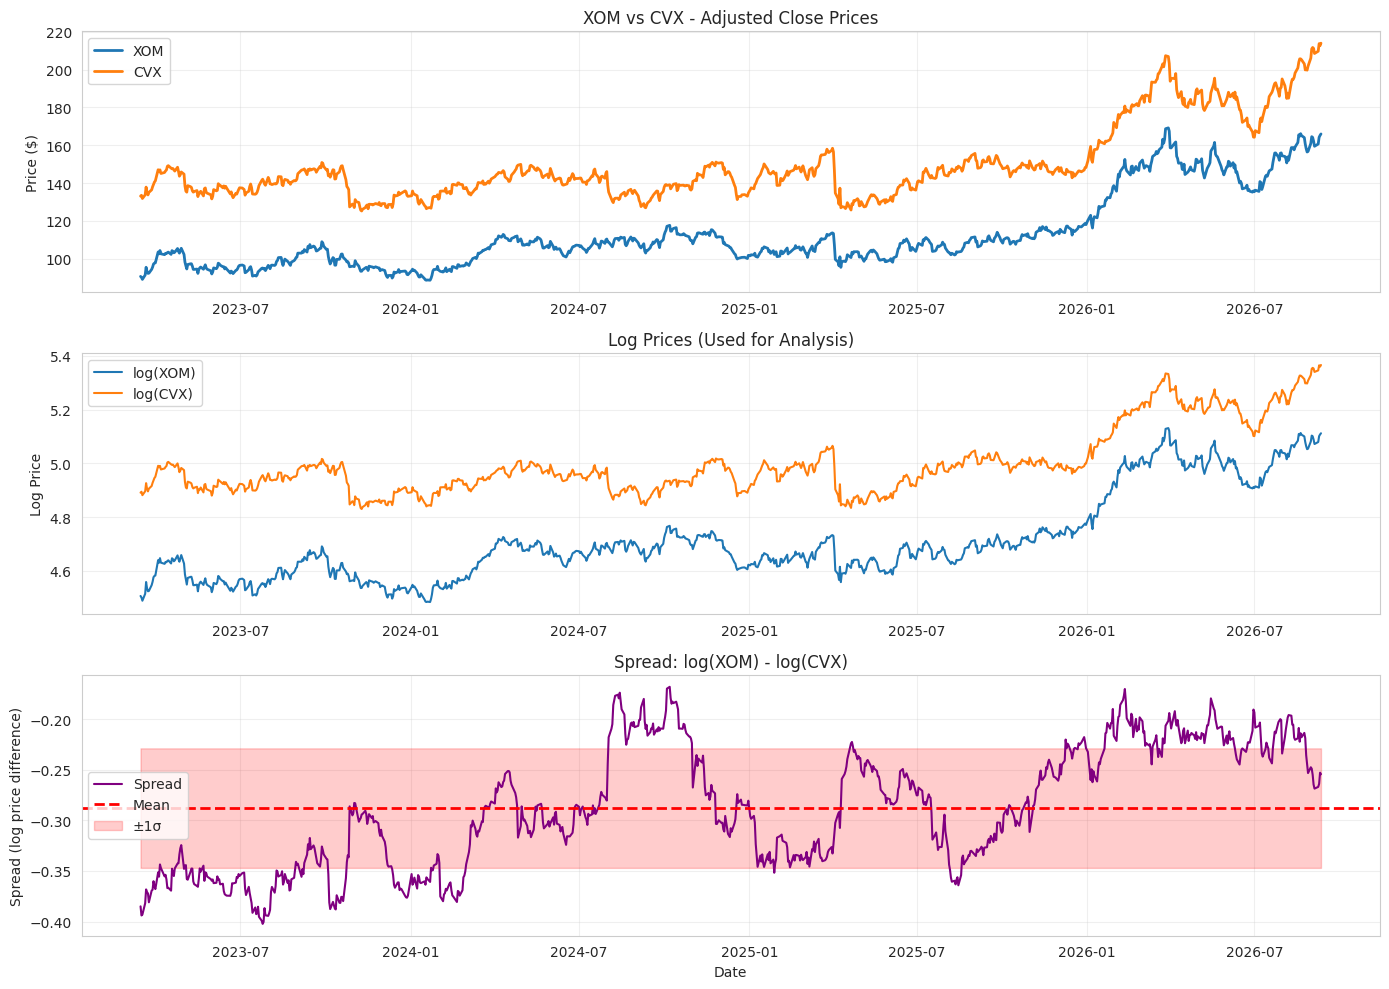 XOM vs CVX - Adjusted Close Prices
Price ($)
220
200
180
160
140
120
100
XOM
CVX
2023-07
2024-01
2024-07
2025-01
2025-07
2026-01
2026-07
Log Prices (Used for Analysis)
Log Price
5.4
5.2
5.0
4.8
4.6
log(XOM)
log(CVX)
2023-07
2024-01
2024-07
2025-01
2025-07
2026-01
2026-07
Spread: log(XOM) - log(CVX)
Spread (log price difference)
−0.20
−0.25
−0.30
−0.35
−0.40
Spread
Mean
±1σ
2023-07
2024-01
2024-07
2025-01
2025-07
2026-01
2026-07
Date